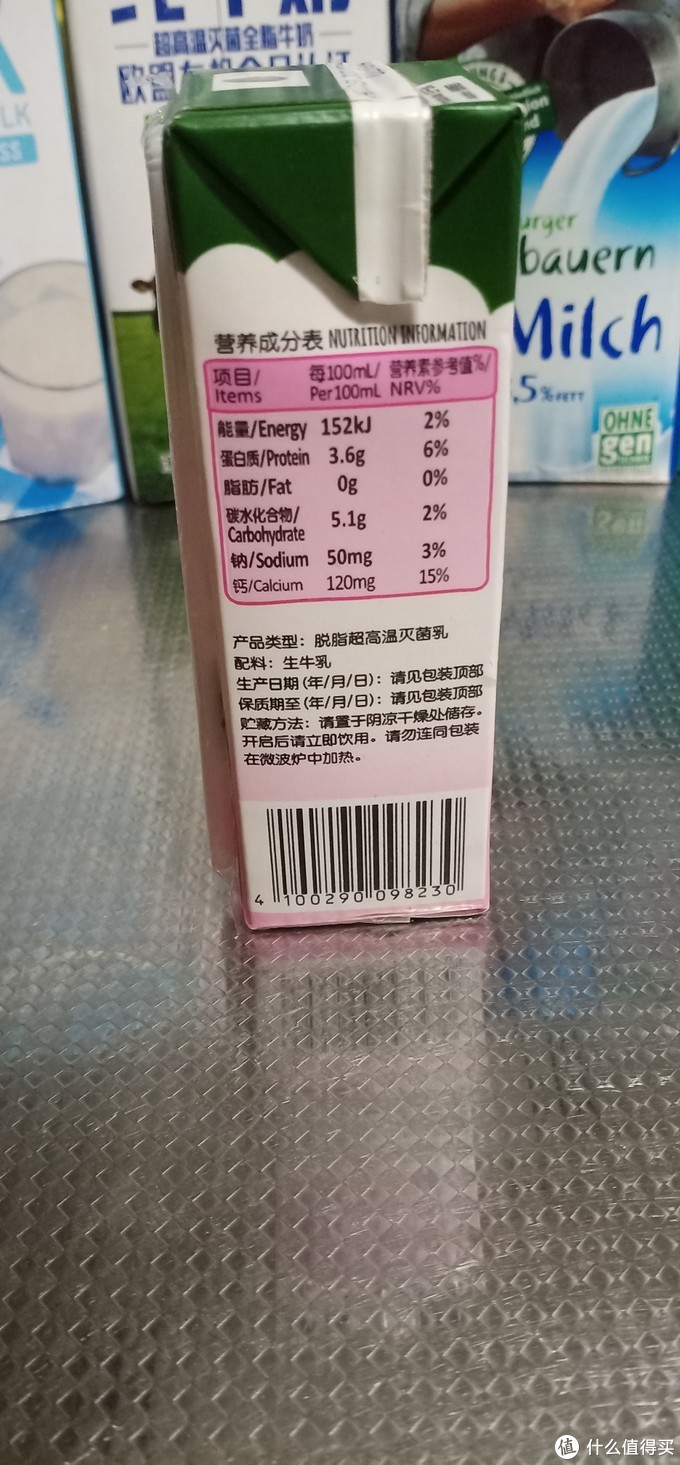 超高温灭菌全脂牛奶
LK
SS
urger
bauern
Milch
,5% FETT
OHNE
gen
营养成分表 NUTRITION INFORMATION
项目/ 每100mL/ 营养素参考值%/
Items Per100mL NRV%
能量/Energy 152kJ 2%
蛋白质/Protein 3.6g 6%
脂肪/Fat 0g 0%
碳水化合物/ 5.1g 2%
Carbohydrate
钠/Sodium 50mg 3%
钙/Calcium 120mg 15%
产品类型：脱脂超高温灭菌乳
配料：生牛乳
生产日期(年/月/日)：请见包装顶部
保质期至(年/月/日)：请见包装顶部
贮藏方法：请置于阴凉干燥处储存。
开启后请立即饮用。请勿连同包装
在微波炉中加热。
4 100290 098230
值 什么值得买